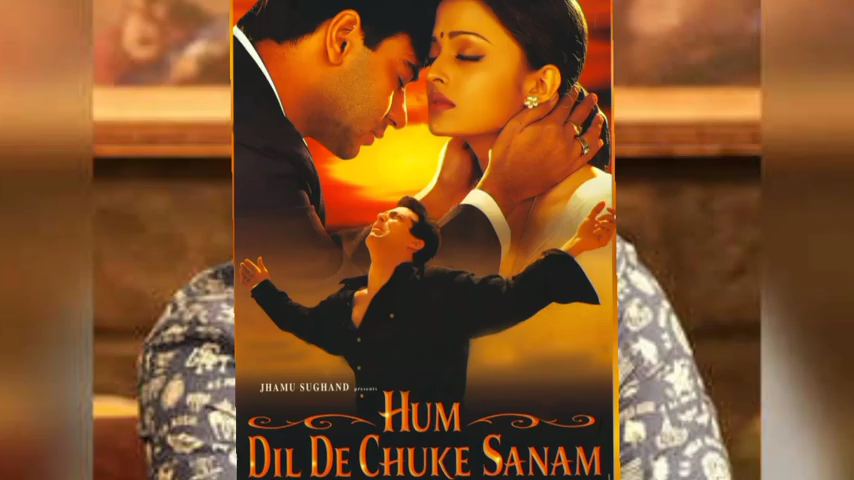 JHAMU SUGHAND PRESENTS
HUM
DIL DE CHUKE SANAM